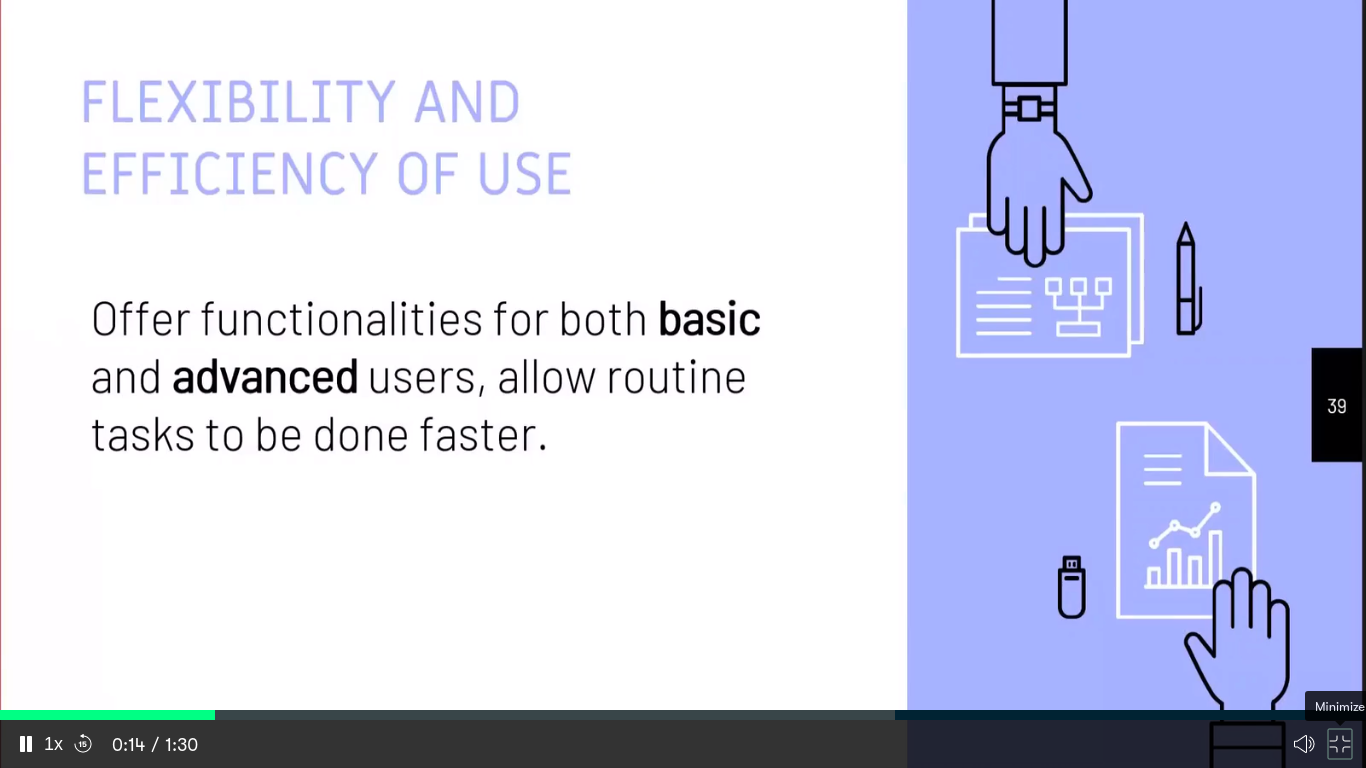 FLEXIBILITY AND
EFFICIENCY OF USE
Offer functionalities for both basic
and advanced users, allow routine
tasks to be done faster.
39
Minimize
1x 15 0:14 / 1:30